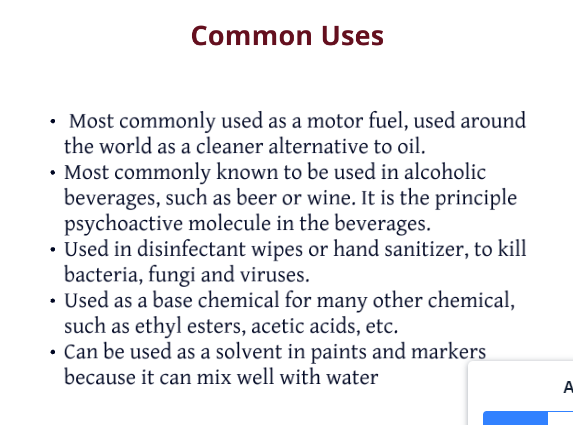 Common Uses
• Most commonly used as a motor fuel, used around
the world as a cleaner alternative to oil.
• Most commonly known to be used in alcoholic
beverages, such as beer or wine. It is the principle
psychoactive molecule in the beverages.
• Used in disinfectant wipes or hand sanitizer, to kill
bacteria, fungi and viruses.
• Used as a base chemical for many other chemical,
such as ethyl esters, acetic acids, etc.
• Can be used as a solvent in paints and markers
because it can mix well with water